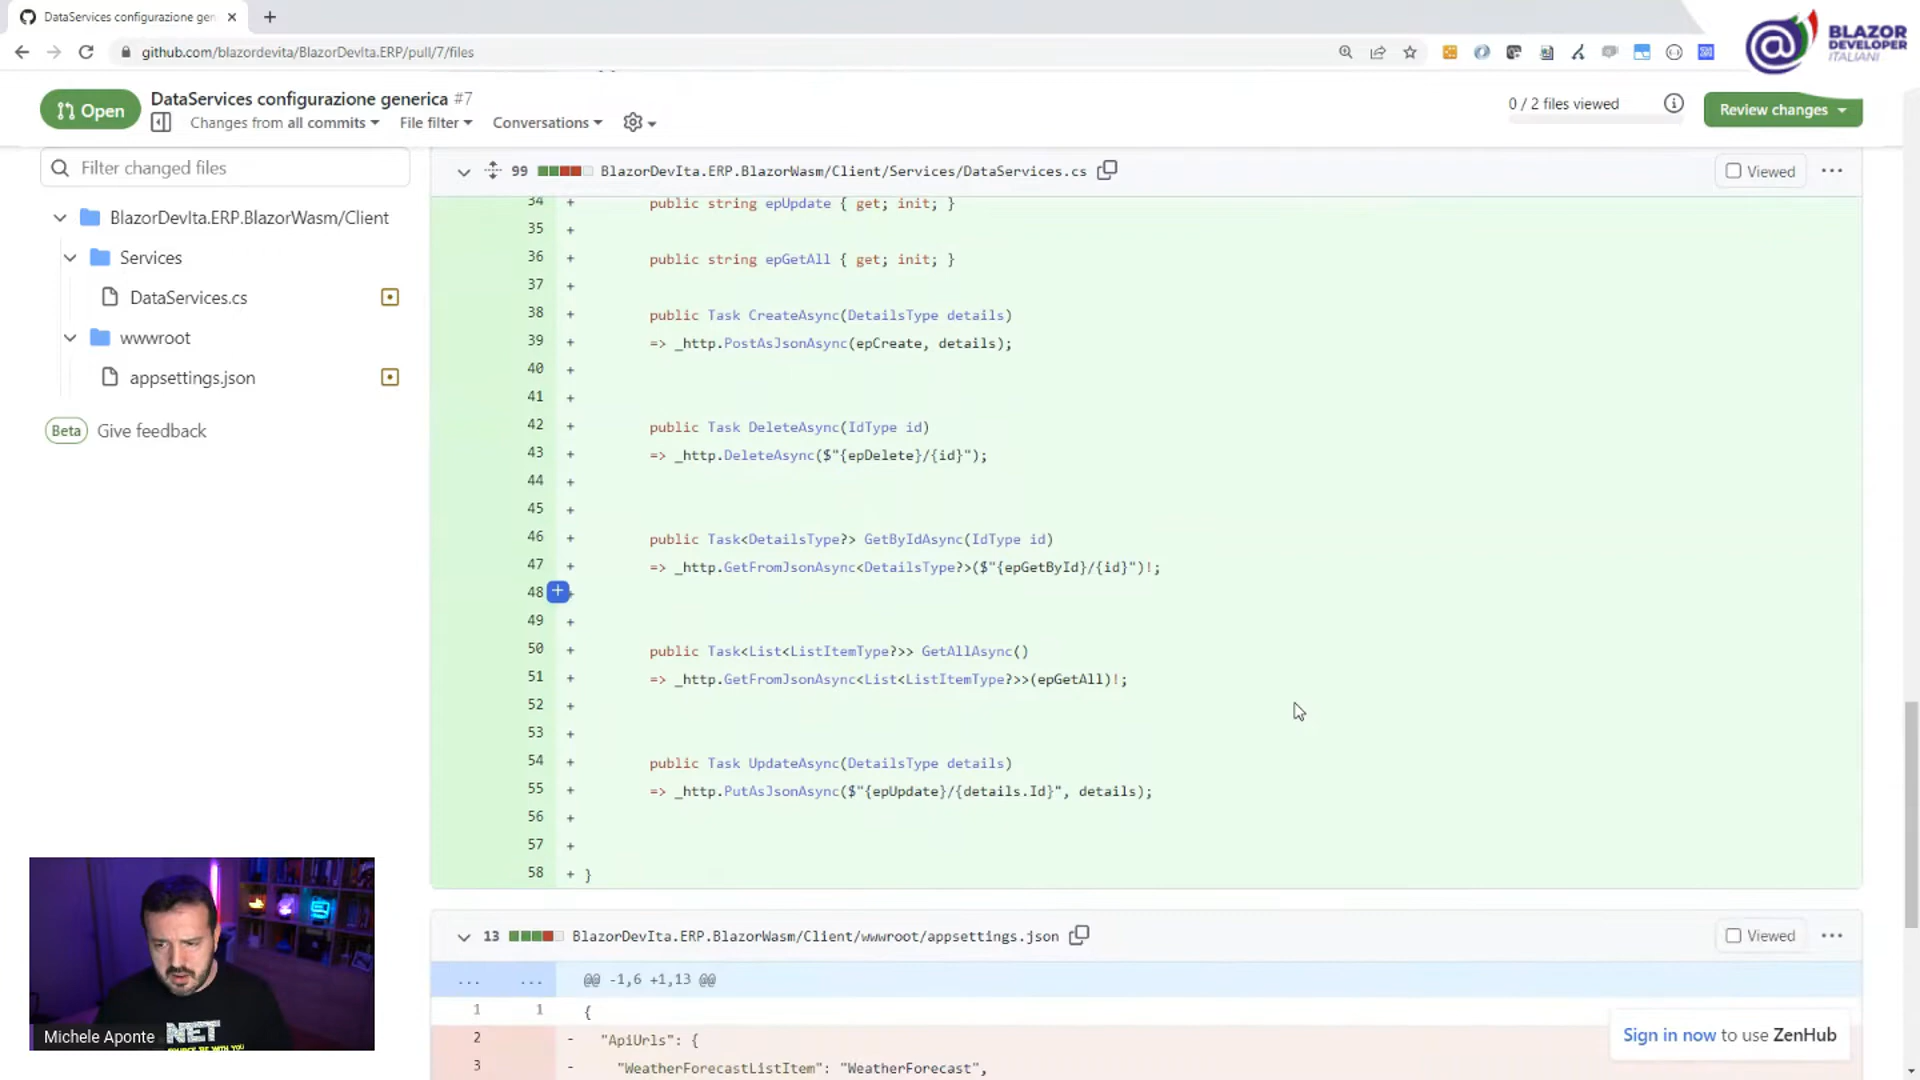 DataServices configurazione gen
github.com/blazordevita/BlazorDevIta.ERP/pull/7/files
BLAZOR
DEVELOPER
ITALIANI
Open
DataServices configurazione generica #7
Changes from all commits
File filter
Conversations
0 / 2 files viewed
Review changes
Filter changed files
BlazorDevIta.ERP.BlazorWasm/Client
Services
DataServices.cs
wwwroot
appsettings.json
Beta Give feedback
99 BlazorDevIta.ERP.BlazorWasm/Client/Services/DataServices.cs
Viewed
34 + public string epUpdate { get; init; }
35 +
36 + public string epGetAll { get; init; }
37 +
38 + public Task CreateAsync(DetailsType details)
39 + => _http.PostAsJsonAsync(epCreate, details);
40 +
41 +
42 + public Task DeleteAsync(IdType id)
43 + => _http.DeleteAsync($"{epDelete}/{id}");
44 +
45 +
46 + public Task<DetailsType?> GetByIdAsync(IdType id)
47 + => _http.GetFromJsonAsync<DetailsType?>($"{epGetById}/{id}")!;
48 +
49 +
50 + public Task<List<ListItemType?>> GetAllAsync()
51 + => _http.GetFromJsonAsync<List<ListItemType?>>(epGetAll)!;
52 +
53 +
54 + public Task UpdateAsync(DetailsType details)
55 + => _http.PutAsJsonAsync($"{epUpdate}/{details.Id}", details);
56 +
57 +
58 + }
13 BlazorDevIta.ERP.BlazorWasm/Client/wwwroot/appsettings.json
Viewed
... ... @@ -1,6 +1,13 @@
1 1 {
2 - "ApiUrls": {
3 - "WeatherForecastListItem": "WeatherForecast",
Sign in now to use ZenHub
Michele Aponte
NET